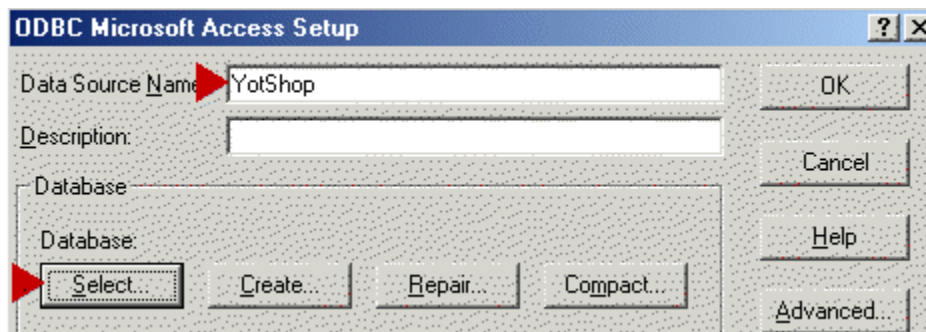 ODBC Microsoft Access Setup
Data Source Name
YotShop
OK
Description:
Cancel
Database
Database:
Help
Select...
Create...
Repair...
Compact...
Advanced...